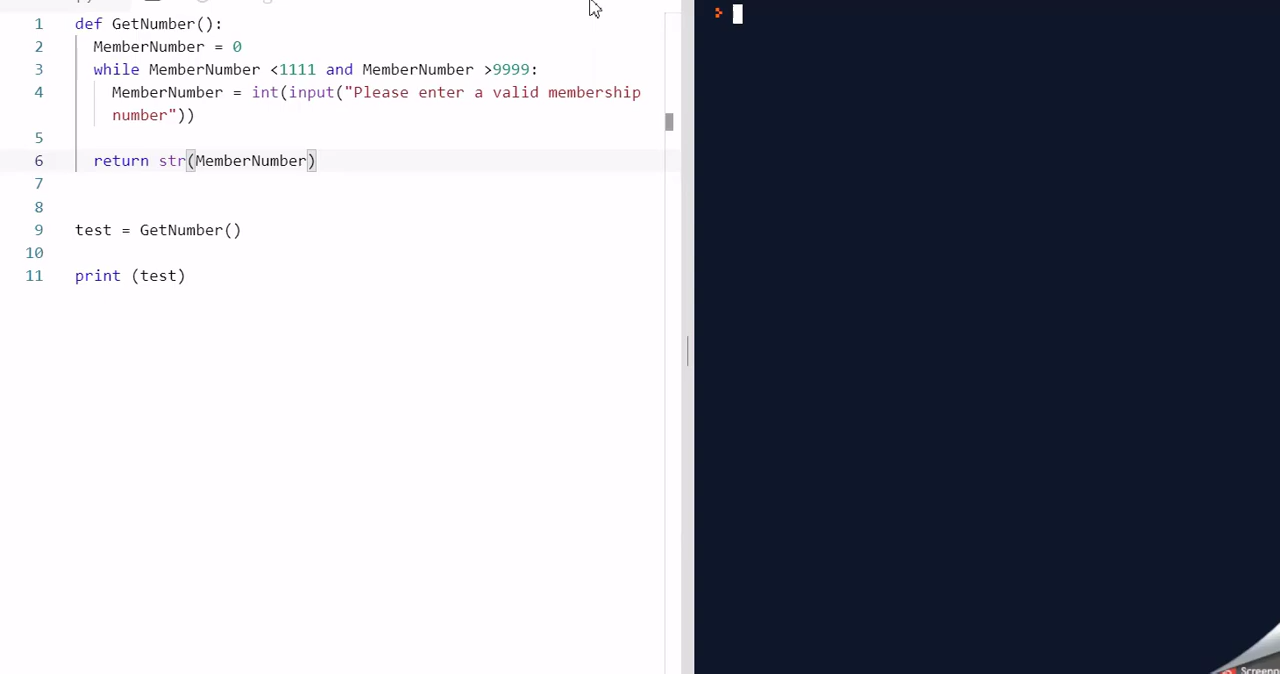 1 def GetNumber():
2 MemberNumber = 0
3 while MemberNumber <1111 and MemberNumber >9999:
4 MemberNumber = int(input("Please enter a valid membership
number"))
5
6 return str(MemberNumber)
7
8
9 test = GetNumber()
10
11 print (test)